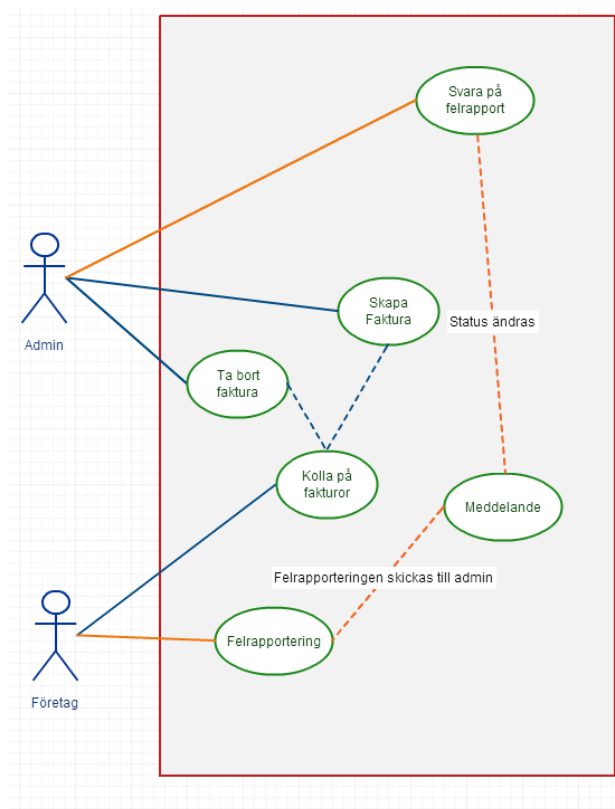 Svara på
felrapport
Admin
Skapa
Faktura
Status ändras
Ta bort
faktura
Kolla på
fakturor
Meddelande
Felrapporteringen skickas till admin
Felrapportering
Företag